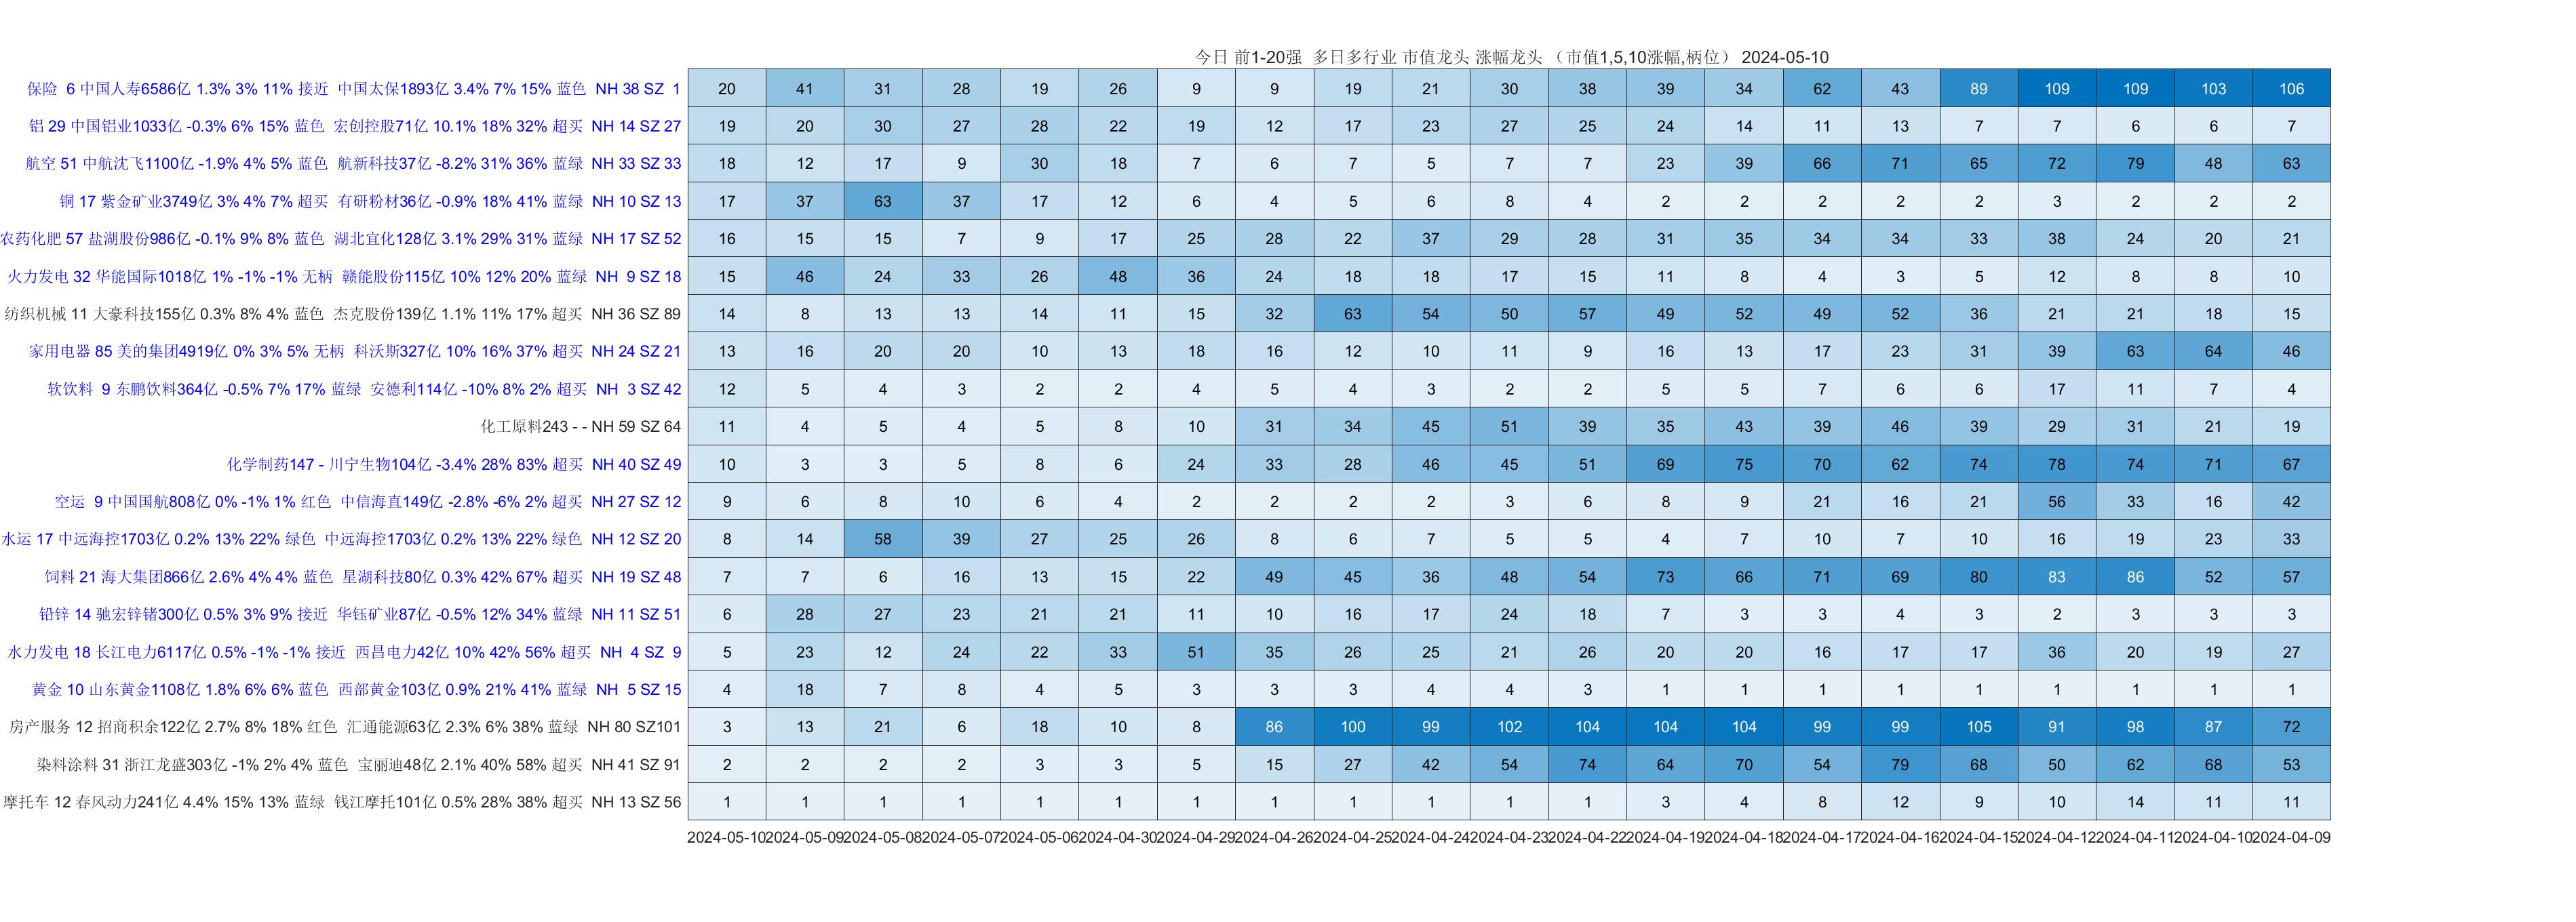 今日 前1-20强 多日多行业 市值龙头 涨幅龙头 （市值1,5,10涨幅,柄位） 2024-05-10
保险 6 中国人寿6586亿 1.3% 3% 11% 接近 中国太保1893亿 3.4% 7% 15% 蓝色 NH 38 SZ 1 20 41 31 28 19 26 9 9 19 21 30 38 39 34 62 43 89 109 109 103 106
铝 29 中国铝业1033亿 -0.3% 6% 15% 蓝色 宏创控股71亿 10.1% 18% 32% 超买 NH 14 SZ 27 19 20 30 27 28 22 19 12 17 23 27 25 24 14 11 13 7 7 6 6 7
航空 51 中航沈飞1100亿 -1.9% 4% 5% 蓝色 航新科技37亿 -8.2% 31% 36% 蓝绿 NH 33 SZ 33 18 12 17 9 30 18 7 6 7 5 7 7 23 39 66 71 65 72 79 48 63
铜 17 紫金矿业3749亿 3% 4% 7% 超买 有研粉材36亿 -0.9% 18% 41% 蓝绿 NH 10 SZ 13 17 37 63 37 17 12 6 4 5 6 8 4 2 2 2 2 2 3 2 2 2
农药化肥 57 盐湖股份986亿 -0.1% 9% 8% 蓝色 湖北宜化128亿 3.1% 29% 31% 蓝绿 NH 17 SZ 52 16 15 15 7 9 17 25 28 22 37 29 28 31 35 34 34 33 38 24 20 21
火力发电 32 华能国际1018亿 1% -1% -1% 无柄 赣能股份115亿 10% 12% 20% 蓝绿 NH 9 SZ 18 15 46 24 33 26 48 36 24 18 18 17 15 11 8 4 3 5 12 8 8 10
纺织机械 11 大豪科技155亿 0.3% 8% 4% 蓝色 杰克股份139亿 1.1% 11% 17% 超买 NH 36 SZ 89 14 8 13 13 14 11 15 32 63 54 50 57 49 52 49 52 36 21 21 18 15
家用电器 85 美的集团4919亿 0% 3% 5% 无柄 科沃斯327亿 10% 16% 37% 超买 NH 24 SZ 21 13 16 20 20 10 13 18 16 12 10 11 9 16 13 17 23 31 39 63 64 46
软饮料 9 东鹏饮料364亿 -0.5% 7% 17% 蓝绿 安德利114亿 -10% 8% 2% 超买 NH 3 SZ 42 12 5 4 3 2 2 4 5 4 3 2 2 5 5 7 6 6 17 11 7 4
化工原料243 - - NH 59 SZ 64 11 4 5 4 5 8 10 31 34 45 51 39 35 43 39 46 39 29 31 21 19
化学制药147 - 川宁生物104亿 -3.4% 28% 83% 超买 NH 40 SZ 49 10 3 3 5 8 6 24 33 28 46 45 51 69 75 70 62 74 78 74 71 67
空运 9 中国国航808亿 0% -1% 1% 红色 中信海直149亿 -2.8% -6% 2% 超买 NH 27 SZ 12 9 6 8 10 6 4 2 2 2 2 3 6 8 9 21 16 21 56 33 16 42
水运 17 中远海控1703亿 0.2% 13% 22% 绿色 中远海控1703亿 0.2% 13% 22% 绿色 NH 12 SZ 20 8 14 58 39 27 25 26 8 6 7 5 5 4 7 10 7 10 16 19 23 33
饲料 21 海大集团866亿 2.6% 4% 4% 蓝色 星湖科技80亿 0.3% 42% 67% 超买 NH 19 SZ 48 7 7 6 16 13 15 22 49 45 36 48 54 73 66 71 69 80 83 86 52 57
铅锌 14 驰宏锌锗300亿 0.5% 3% 9% 接近 华钰矿业87亿 -0.5% 12% 34% 蓝绿 NH 11 SZ 51 6 28 27 23 21 21 11 10 16 17 24 18 7 3 3 4 3 2 3 3 3
水力发电 18 长江电力6117亿 0.5% -1% -1% 接近 西昌电力42亿 10% 42% 56% 超买 NH 4 SZ 9 5 23 12 24 22 33 51 35 26 25 21 26 20 20 16 17 17 36 20 19 27
黄金 10 山东黄金1108亿 1.8% 6% 6% 蓝色 西部黄金103亿 0.9% 21% 41% 蓝绿 NH 5 SZ 15 4 18 7 8 4 5 3 3 3 4 4 3 1 1 1 1 1 1 1 1 1
房产服务 12 招商积余122亿 2.7% 8% 18% 红色 汇通能源63亿 2.3% 6% 38% 蓝绿 NH 80 SZ101 3 13 21 6 18 10 8 86 100 99 102 104 104 104 99 99 105 91 98 87 72
染料涂料 31 浙江龙盛303亿 -1% 2% 4% 蓝色 宝丽迪48亿 2.1% 40% 58% 超买 NH 41 SZ 91 2 2 2 2 3 3 5 15 27 42 54 74 64 70 54 79 68 50 62 68 53
摩托车 12 春风动力241亿 4.4% 15% 13% 蓝绿 钱江摩托101亿 0.5% 28% 38% 超买 NH 13 SZ 56 1 1 1 1 1 1 1 1 1 1 1 1 3 4 8 12 9 10 14 11 11
2024-05-10 2024-05-09 2024-05-08 2024-05-07 2024-05-06 2024-04-30 2024-04-29 2024-04-26 2024-04-25 2024-04-24 2024-04-23 2024-04-22 2024-04-19 2024-04-18 2024-04-17 2024-04-16 2024-04-15 2024-04-12 2024-04-11 2024-04-10 2024-04-09